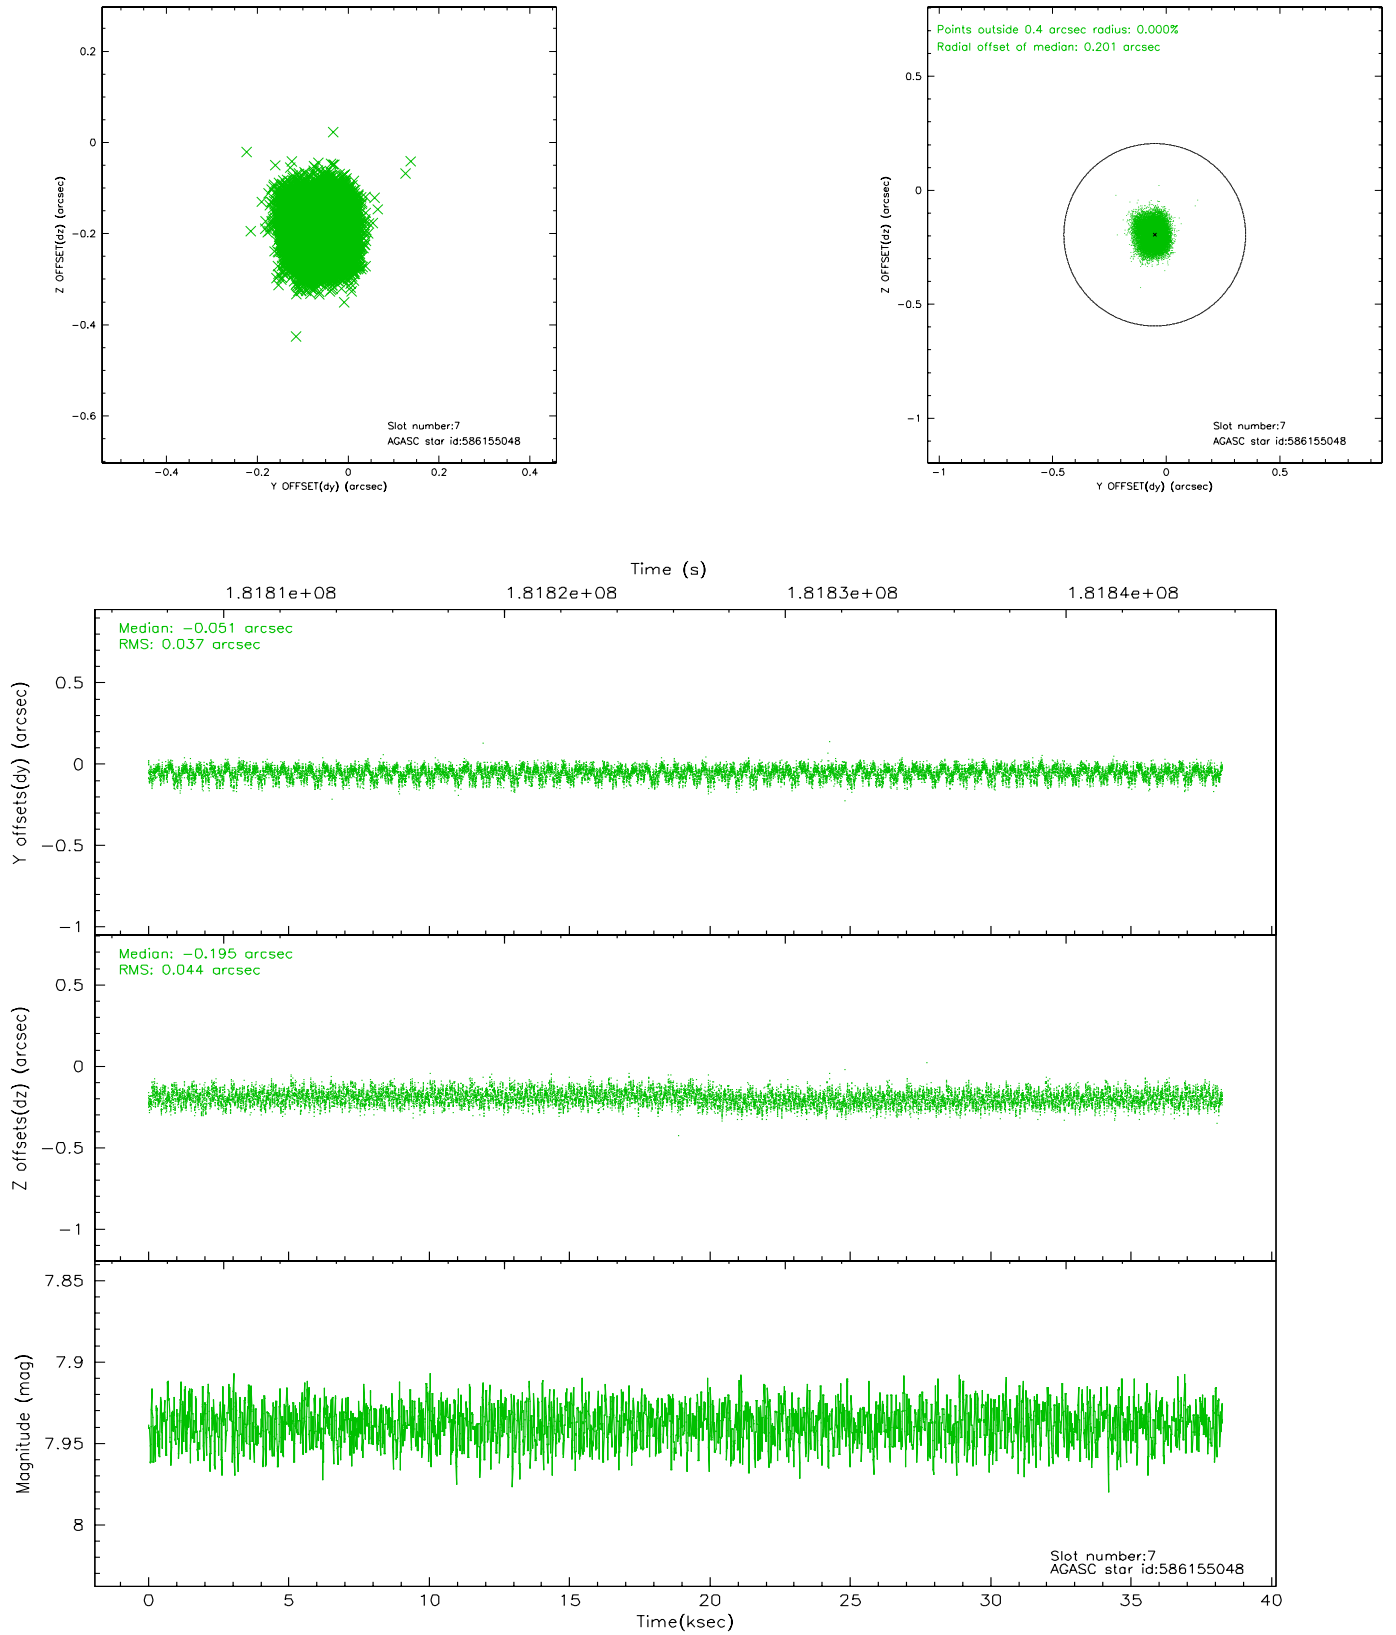 0.2
0
−0.2
−0.4
−0.6
Z OFFSET(dz) (arcsec)
Slot number:7
AGASC star id:586155048
−0.4
−0.2
0
0.2
0.4
Y OFFSET(dy) (arcsec)
Points outside 0.4 arcsec radius: 0.000%
Radial offset of median: 0.201 arcsec
0.5
0
−0.5
−1
Z OFFSET(dz) (arcsec)
Slot number:7
AGASC star id:586155048
−1
−0.5
0
0.5
Y OFFSET(dy) (arcsec)
Time (s)
1.8181e+08
1.8182e+08
1.8183e+08
1.8184e+08
Median: −0.051 arcsec
RMS: 0.037 arcsec
0.5
0
−0.5
−1
Y offsets(dy) (arcsec)
Median: −0.195 arcsec
RMS: 0.044 arcsec
0.5
0
−0.5
−1
Z offsets(dz) (arcsec)
7.85
7.9
7.95
8
Magnitude (mag)
Slot number:7
AGASC star id:586155048
0
5
10
15
20
25
30
35
40
Time(ksec)